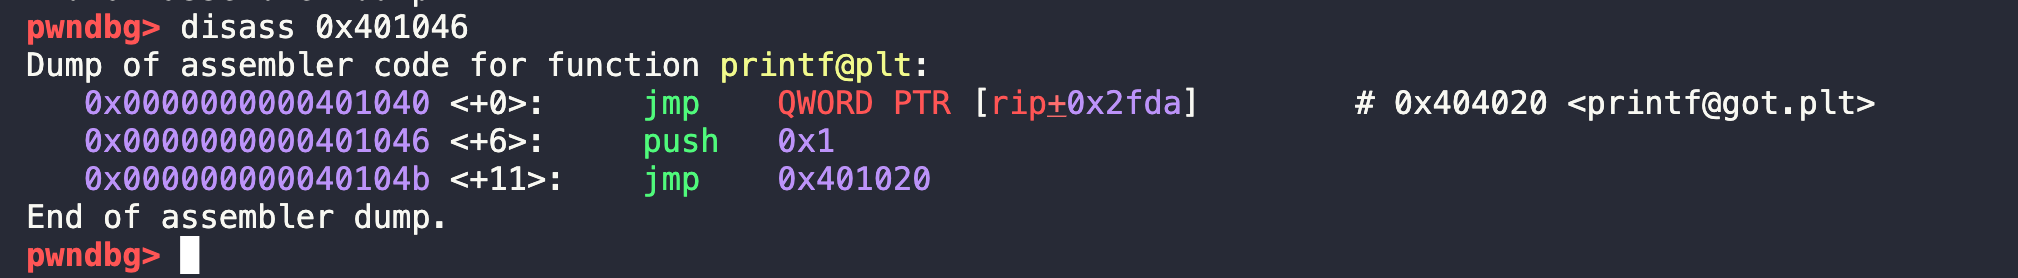 pwndbg> disass 0x401046
Dump of assembler code for function printf@plt:
0x0000000000401040 <+0>: jmp QWORD PTR [rip±0x2fda] # 0x404020 <printf@got.plt>
0x0000000000401046 <+6>: push 0x1
0x000000000040104b <+11>: jmp 0x401020
End of assembler dump.
pwndbg>